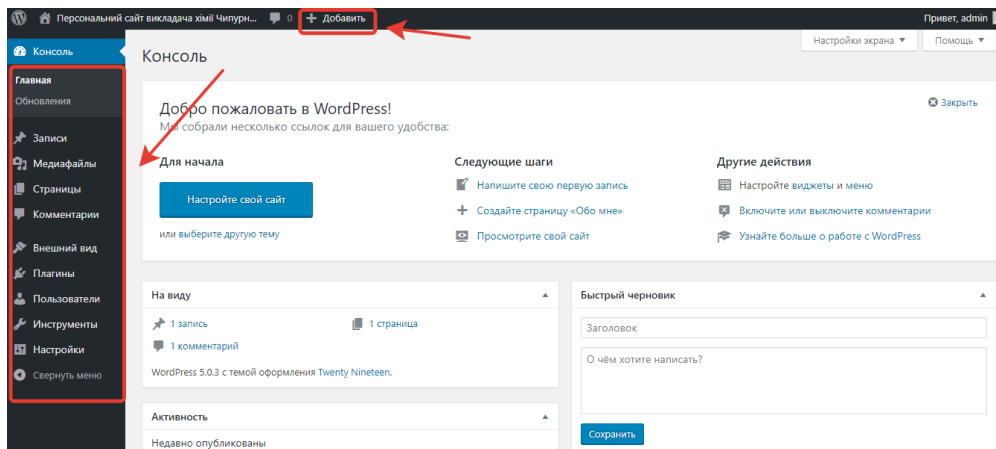 Персональний сайт викладача хімії Чипурн... 0 + Добавить Привет, admin
Консоль
Главная
Обновления
Записи
Медиафайлы
Страницы
Комментарии
Внешний вид
Плагины
Пользователи
Инструменты
Настройки
Свернуть меню
Настройки экрана Помощь
Консоль
Добро пожаловать в WordPress!
Закрыть
Мы собрали несколько ссылок для вашего удобства:
Для начала
Настройте свой сайт
или выберите другую тему
Следующие шаги
Напишите свою первую запись
Создайте страницу «Обо мне»
Просмотрите свой сайт
Другие действия
Настройте виджеты и меню
Включите или выключите комментарии
Узнайте больше о работе с WordPress
На виду
1 запись 1 страница
1 комментарий
WordPress 5.0.3 с темой оформления Twenty Nineteen.
Активность
Недавно опубликованы
Быстрый черновик
Заголовок
О чём хотите написать?
Сохранить